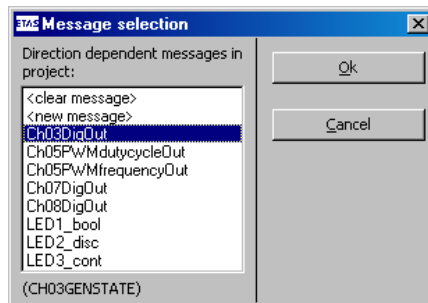 ETAS Message selection
Direction dependent messages in
project:
<clear message>
<new message>
Ch03DigOut
Ch05PWMdutycycleOut
Ch05PWMfrequencyOut
Ch07DigOut
Ch08DigOut
LED1_bool
LED2_disc
LED3_cont
(CH03GENSTATE)
Ok
Cancel